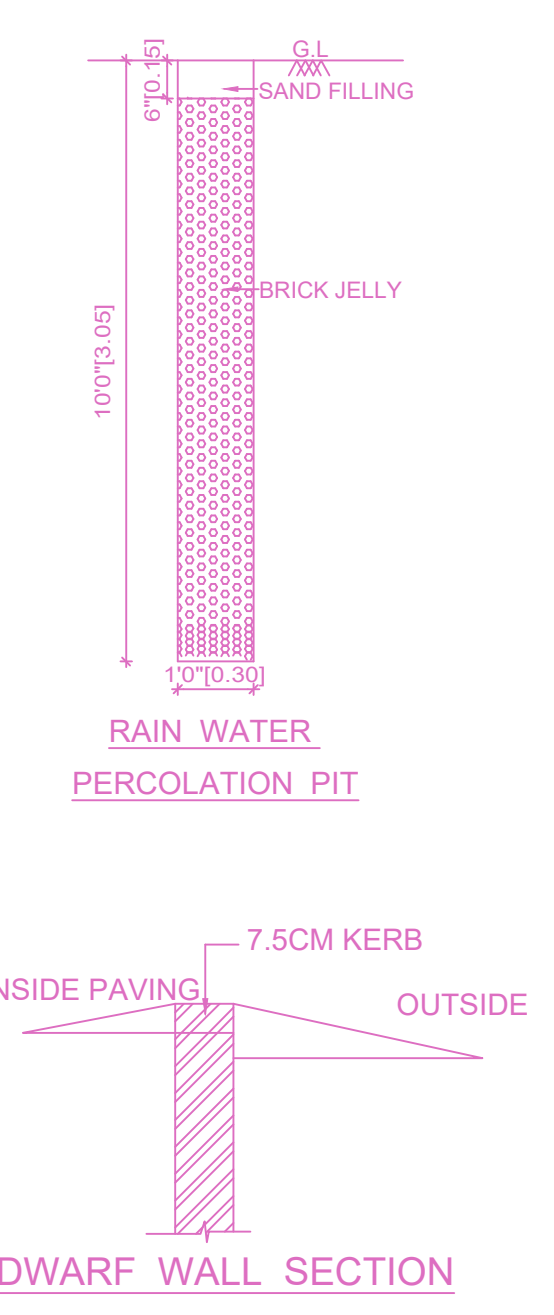 G.L
6"[0.15]
SAND FILLING
BRICK JELLY
10'0"[3.05]
1'0"[0.30]
RAIN WATER
PERCOLATION PIT
7.5CM KERB
NSIDE PAVING
OUTSIDE
DWARF WALL SECTION